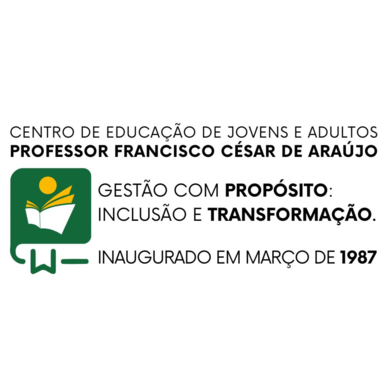 CENTRO DE EDUCAÇÃO DE JOVENS E ADULTOS
PROFESSOR FRANCISCO CÉSAR DE ARAÚJO
GESTÃO COM PROPÓSITO:
INCLUSÃO E TRANSFORMAÇÃO.
INAUGURADO EM MARÇO DE 1987